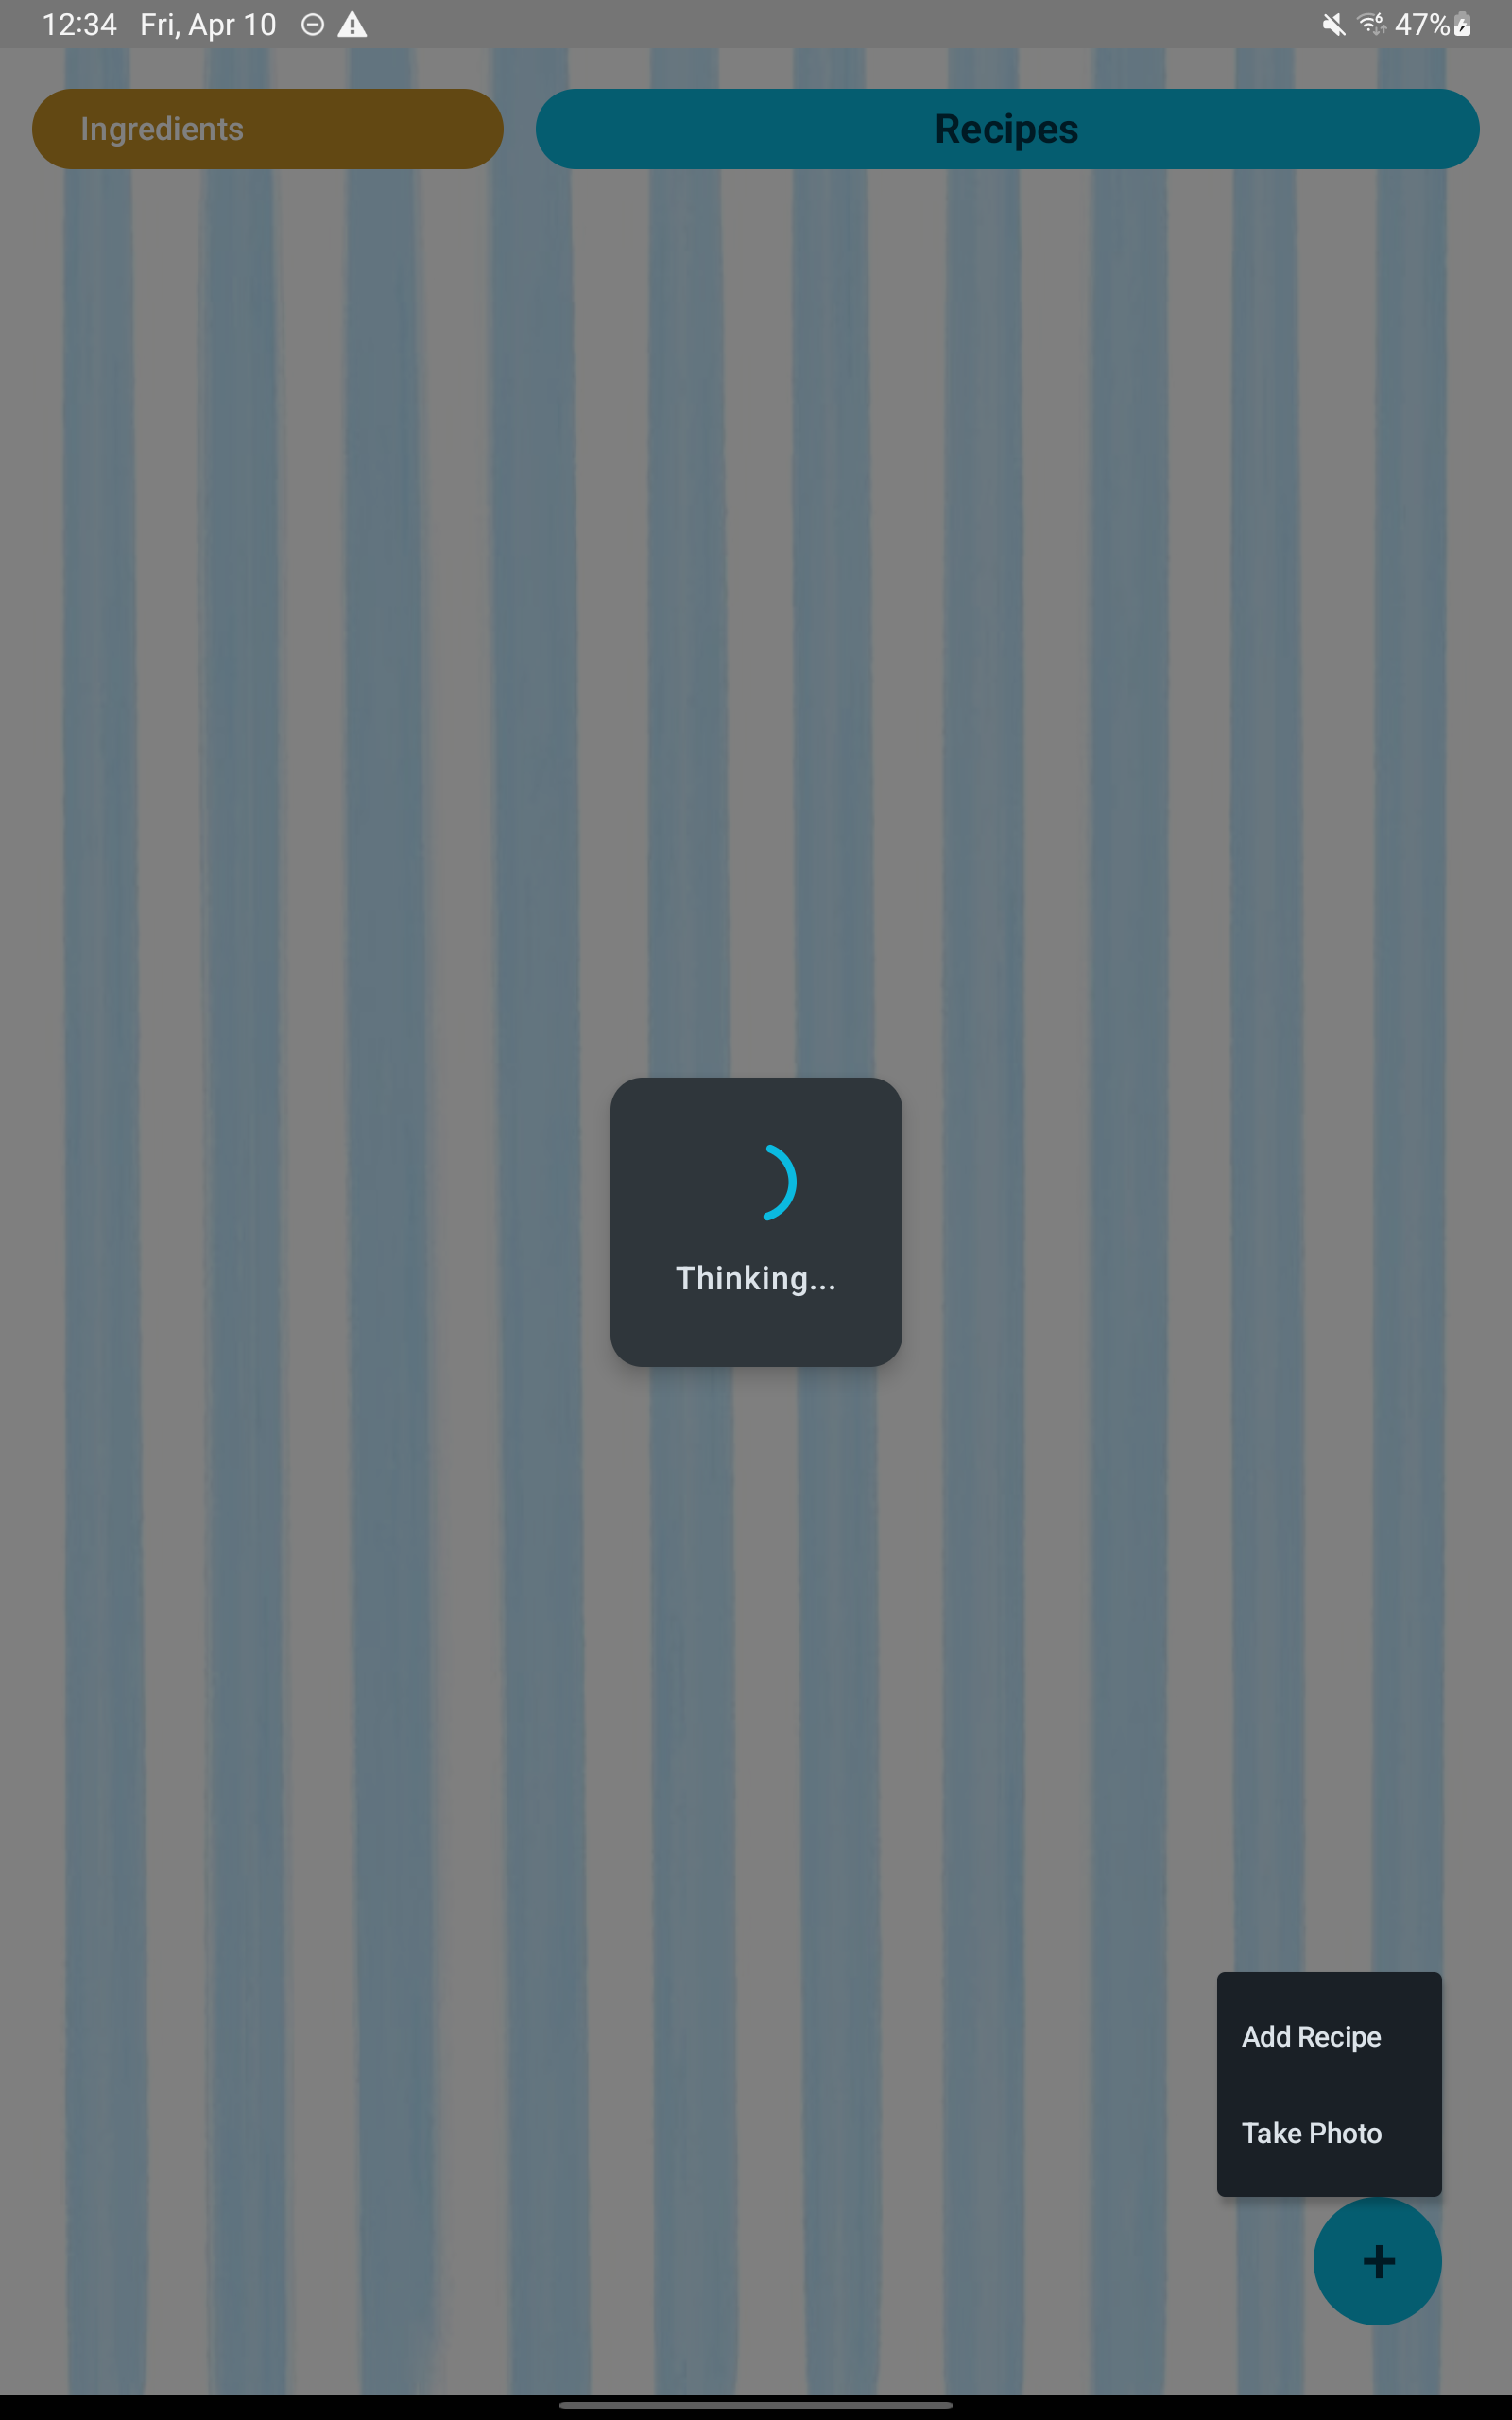 12:34 Fri, Apr 10 47%
Ingredients
Recipes
Thinking...
Add Recipe
Take Photo
+